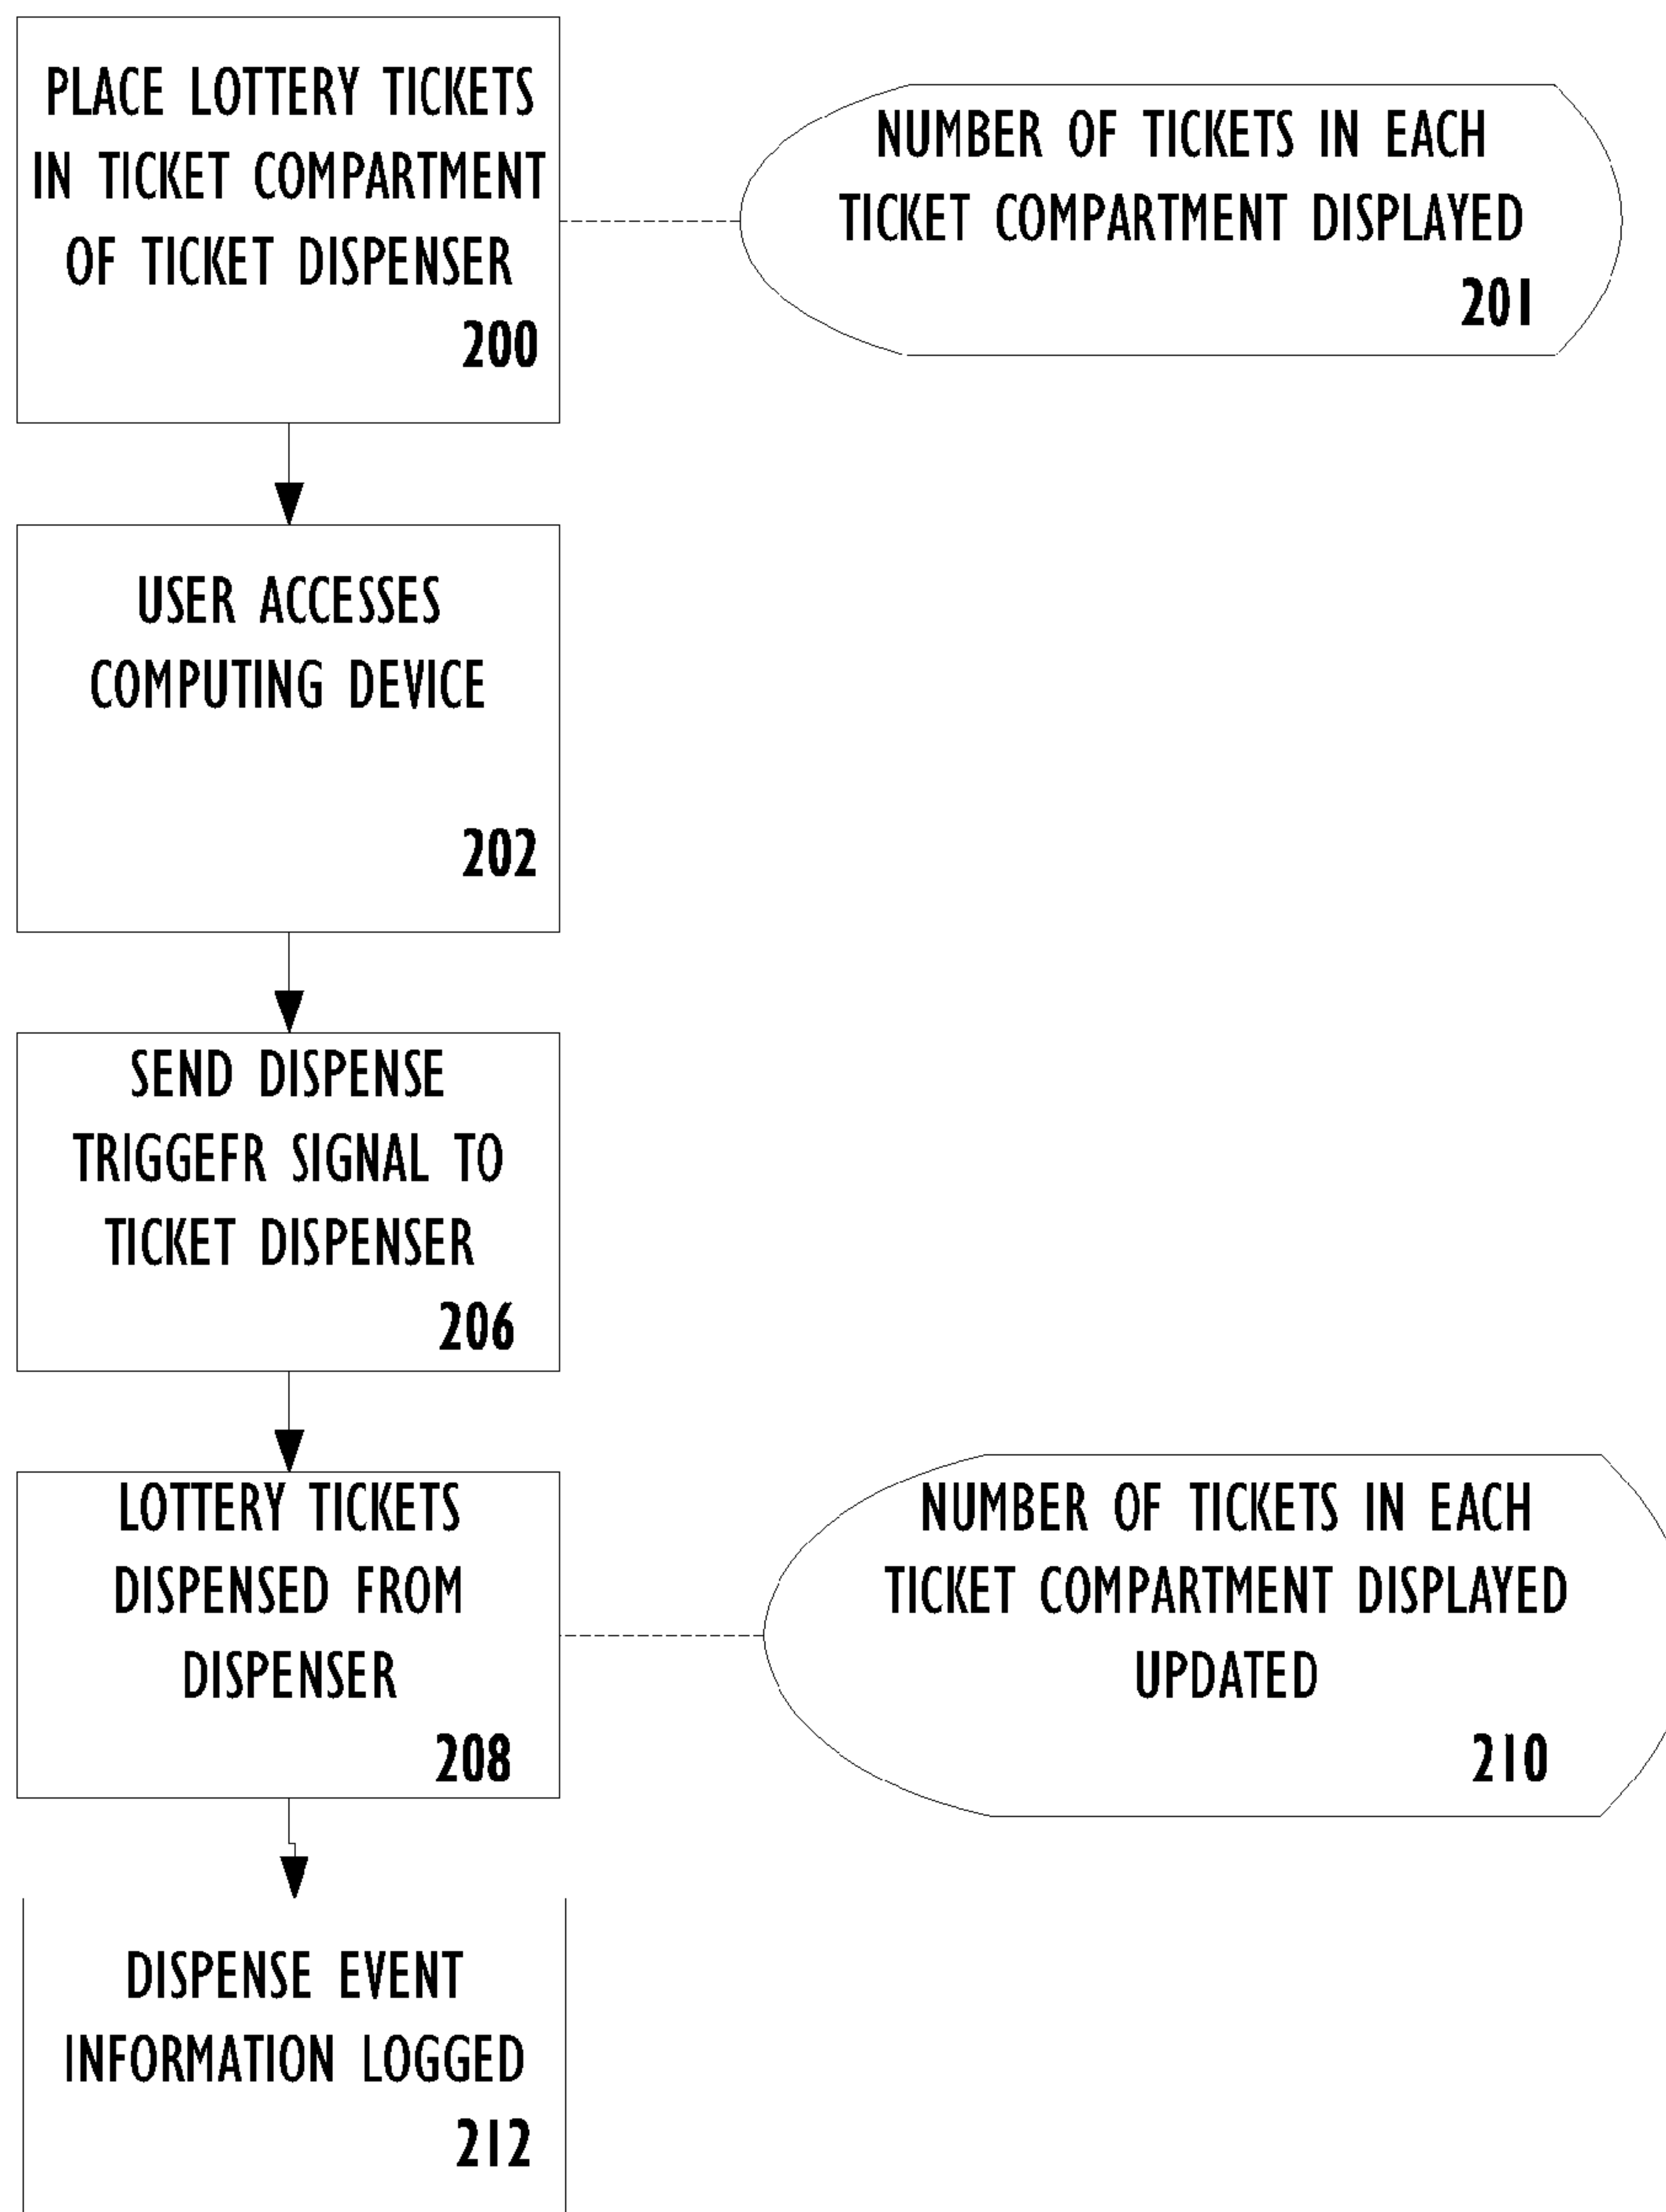 PLACE LOTTERY TICKETS
IN TICKET COMPARTMENT
OF TICKET DISPENSER
200
NUMBER OF TICKETS IN EACH
TICKET COMPARTMENT DISPLAYED
201
USER ACCESSES
COMPUTING DEVICE
202
SEND DISPENSE
TRIGGEFR SIGNAL TO
TICKET DISPENSER
206
LOTTERY TICKETS
DISPENSED FROM
DISPENSER
208
NUMBER OF TICKETS IN EACH
TICKET COMPARTMENT DISPLAYED
UPDATED
210
DISPENSE EVENT
INFORMATION LOGGED
212